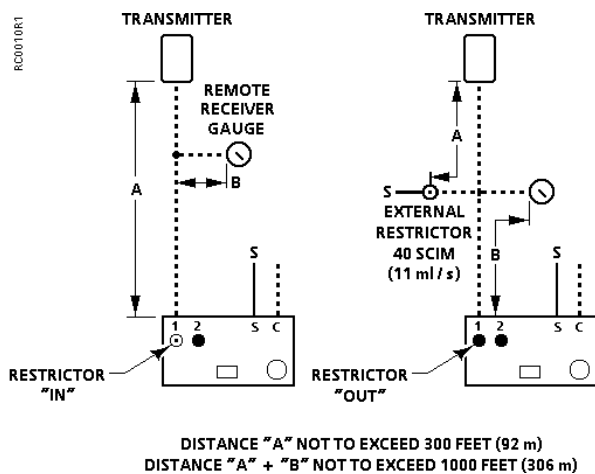 RC0010R1
TRANSMITTER
REMOTE
RECEIVER
GAUGE
A
B
S
1 2 S C
RESTRICTOR
"IN"
TRANSMITTER
A
S
EXTERNAL
RESTRICTOR
40 SCIM
(11 ml / s)
B
S
1 2 S C
RESTRICTOR
"OUT"
DISTANCE "A" NOT TO EXCEED 300 FEET (92 m)
DISTANCE "A" + "B" NOT TO EXCEED 1000 FEET (306 m)